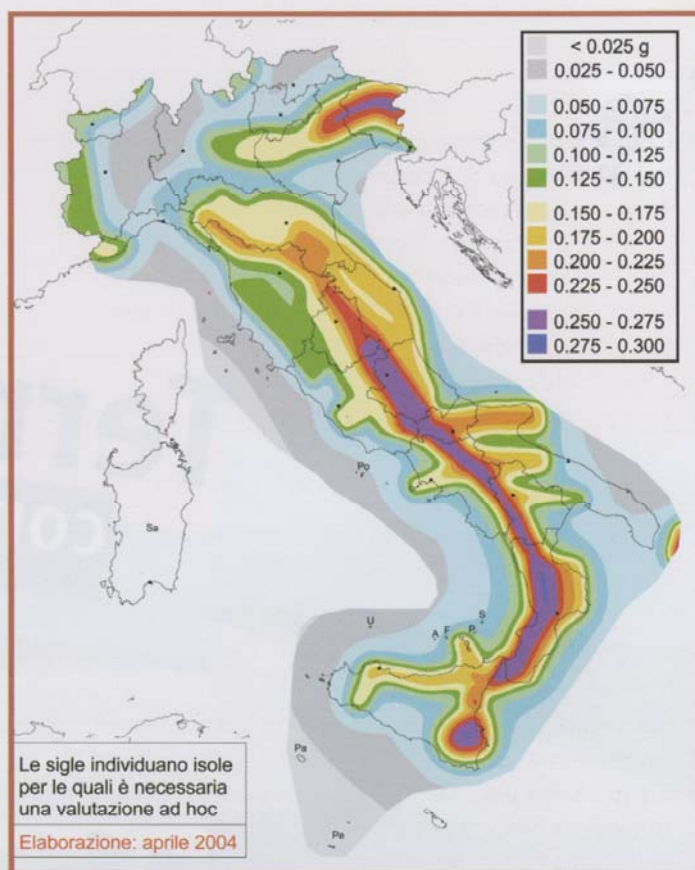 < 0.025 g
0.025 - 0.050
0.050 - 0.075
0.075 - 0.100
0.100 - 0.125
0.125 - 0.150
0.150 - 0.175
0.175 - 0.200
0.200 - 0.225
0.225 - 0.250
0.250 - 0.275
0.275 - 0.300
Po
Sa
U
A
F
P
S
Pa
Pe
Le sigle individuano isole
per le quali è necessaria
una valutazione ad hoc
Elaborazione: aprile 2004